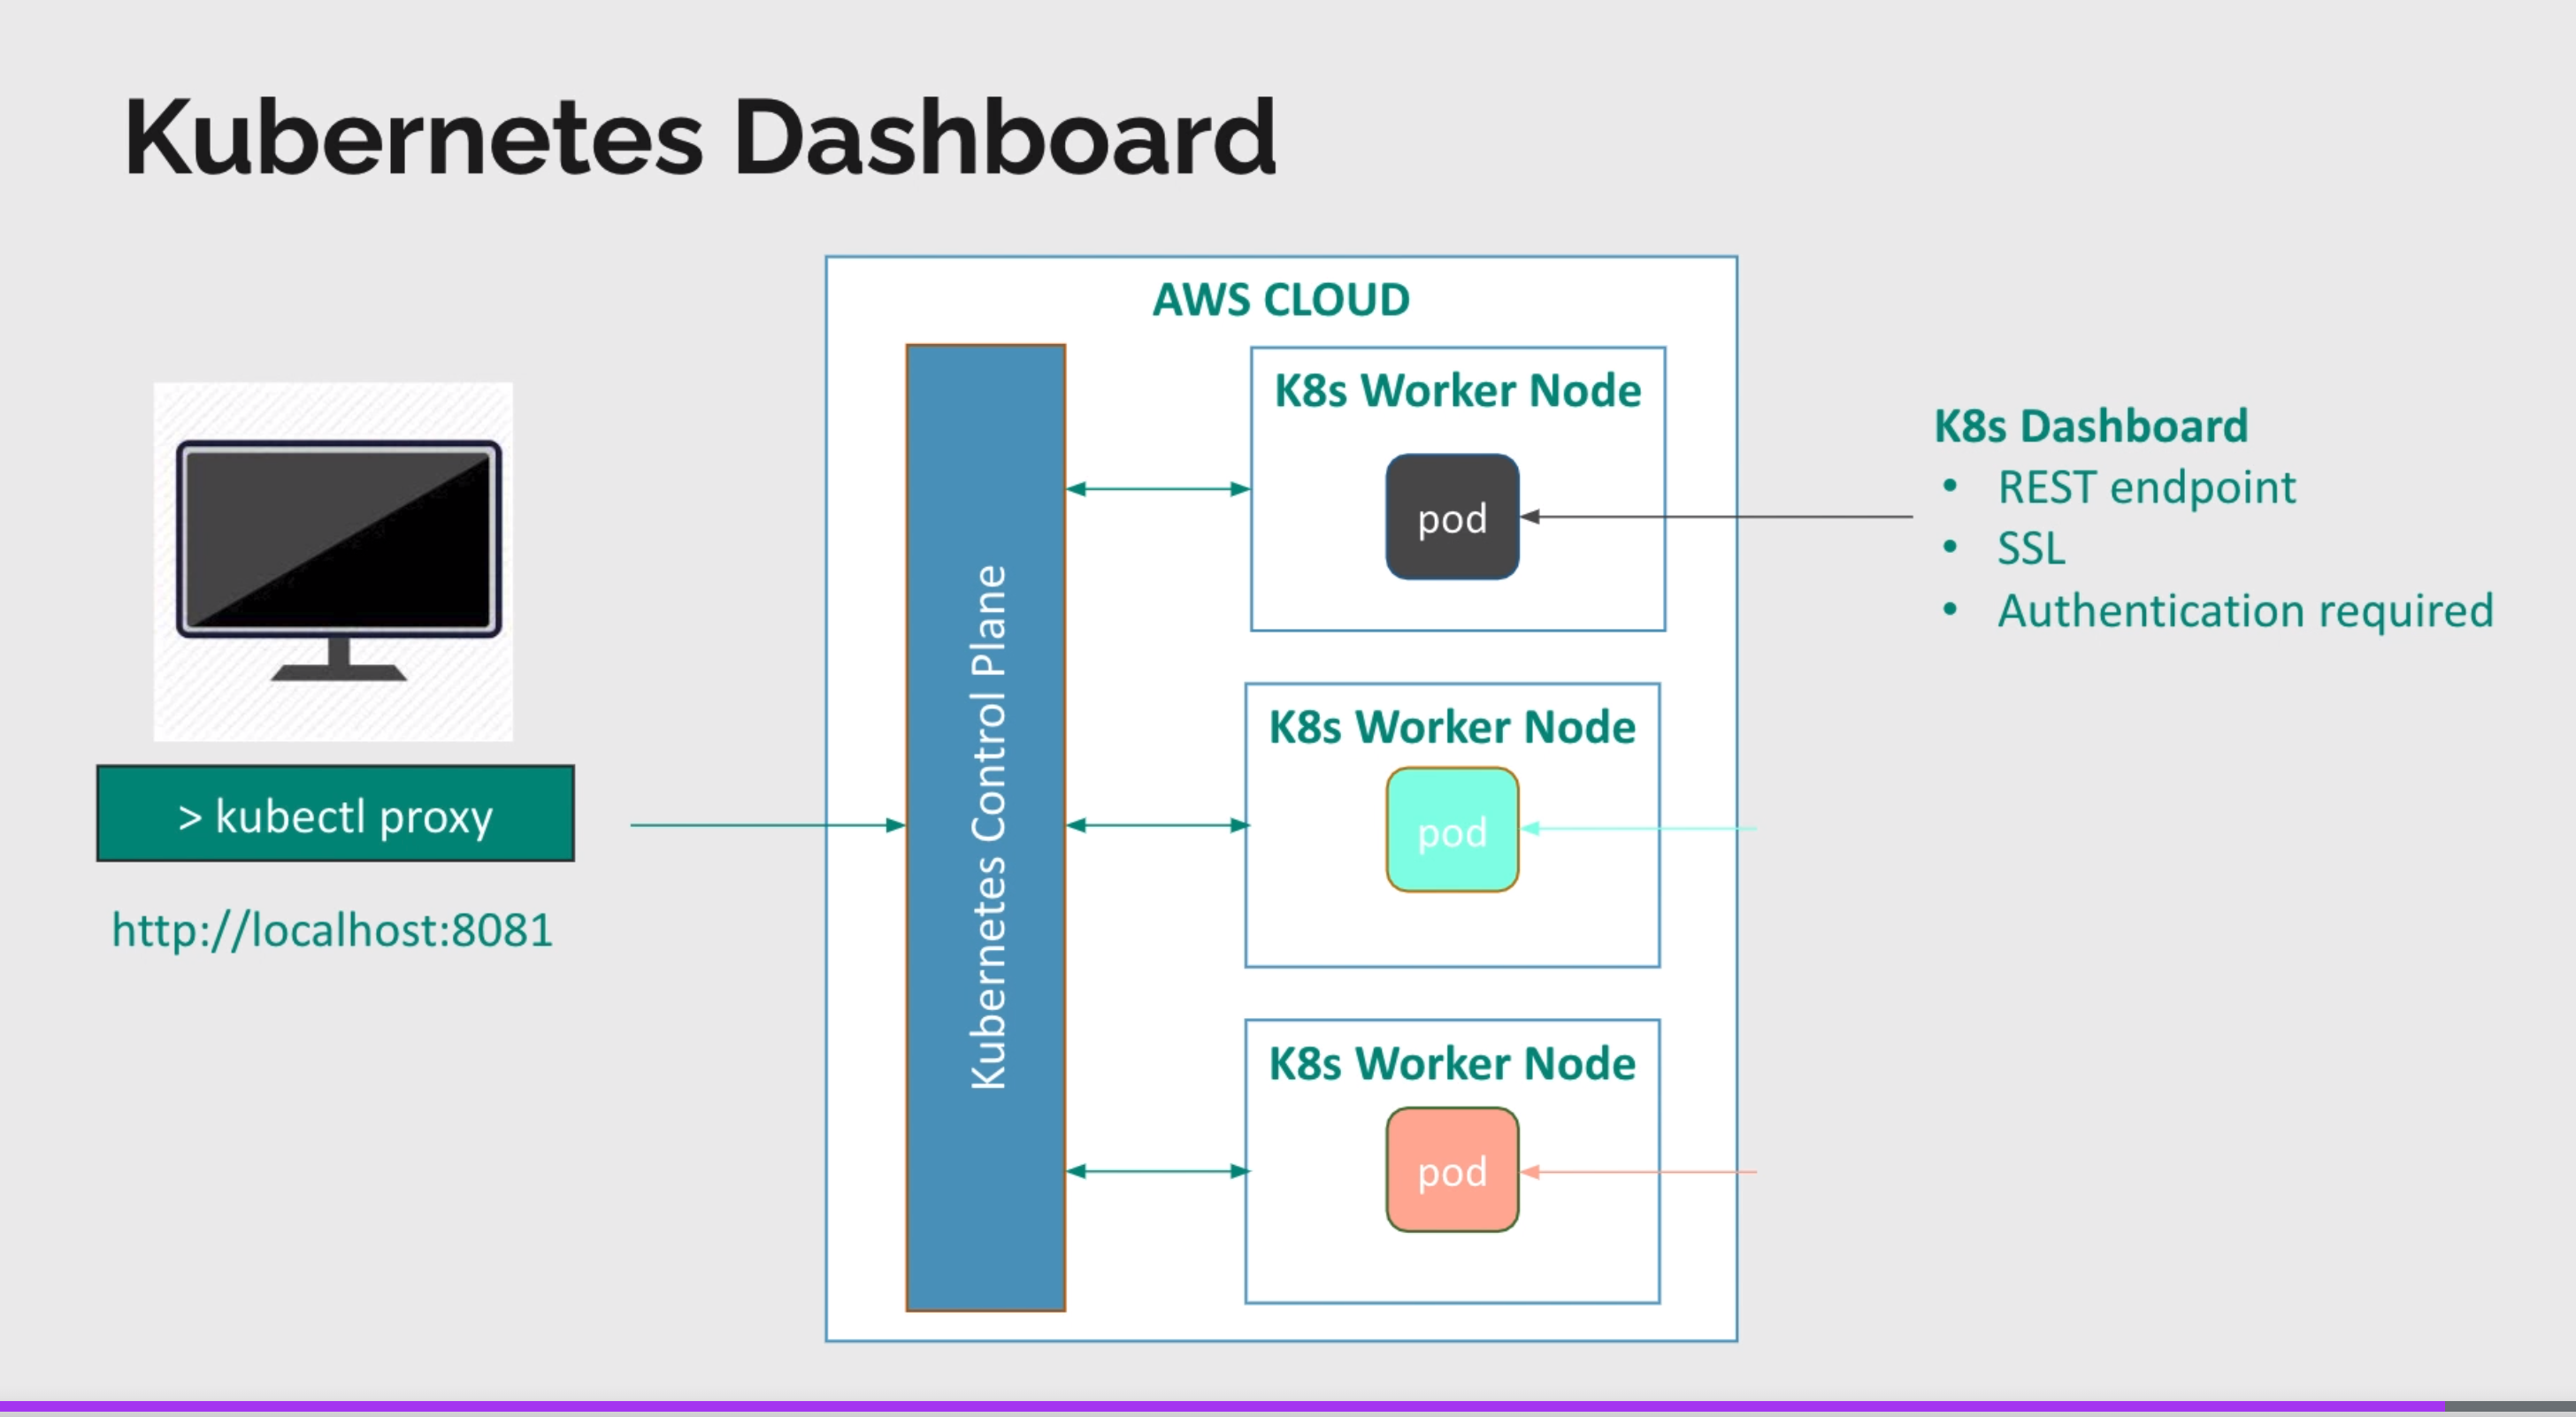 Kubernetes Dashboard
> kubectl proxy
http://localhost:8081
AWS CLOUD
Kubernetes Control Plane
K8s Worker Node
pod
K8s Worker Node
pod
K8s Worker Node
pod
K8s Dashboard
• REST endpoint
• SSL
• Authentication required